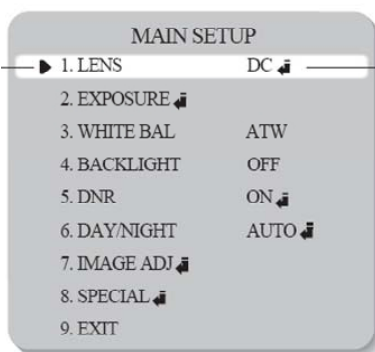 MAIN SETUP
1. LENS DC
2. EXPOSURE
3. WHITE BAL ATW
4. BACKLIGHT OFF
5. DNR ON
6. DAY/NIGHT AUTO
7. IMAGE ADJ
8. SPECIAL
9. EXIT